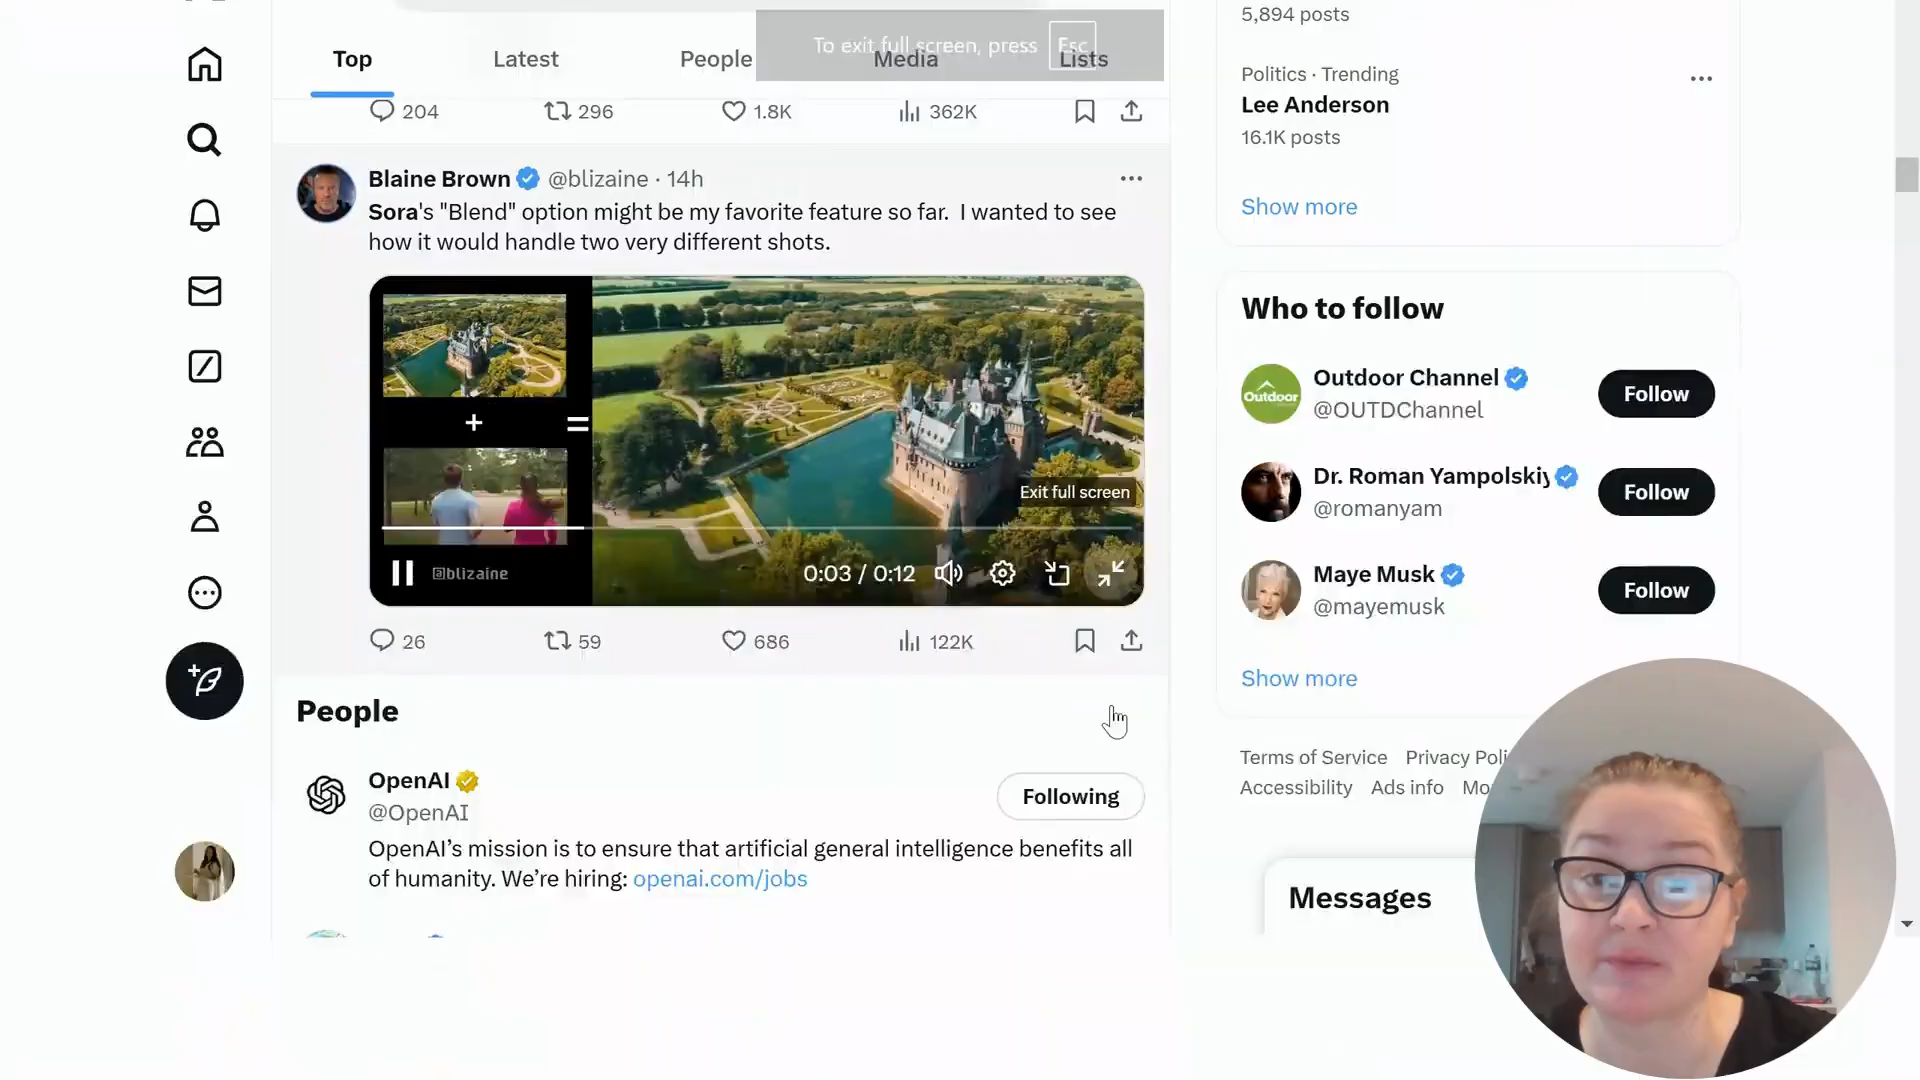 5,894 posts
To exit full screen, press Esc
Top Latest People Media Lists
Politics · Trending
Lee Anderson
16.1K posts
204 296 1.8K 362K
Show more
Blaine Brown @blizaine · 14h
Sora's "Blend" option might be my favorite feature so far. I wanted to see
how it would handle two very different shots.
+ =
Exit full screen
@blizaine
0:03 / 0:12
26 59 686 122K
Who to follow
Outdoor
Outdoor Channel
@OUTDChannel
Follow
Dr. Roman Yampolskiy
@romanyam
Follow
Maye Musk
@mayemusk
Follow
Show more
People
OpenAI
@OpenAI
Following
OpenAI’s mission is to ensure that artificial general intelligence benefits all
of humanity. We’re hiring: openai.com/jobs
Terms of Service Privacy Poli
Accessibility Ads info Mo
Messages